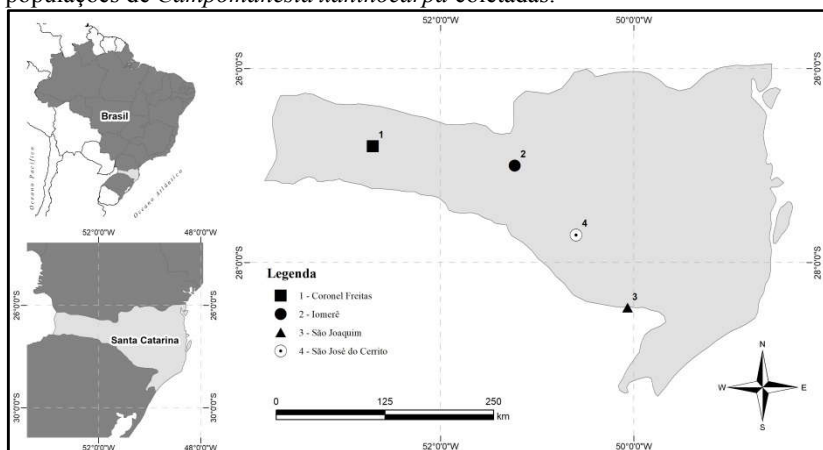 populações de Campomanesia xanthocarpa coletadas.
52°0'0"W 50°0'0"W
26°0'0"S 26°0'0"S
Brasil
Oceano Pacífico
Oceano Atlântico
1
2
4
3
52°0'0"W 48°0'0"W
26°0'0"S 26°0'0"S
Santa Catarina
30°0'0"S 30°0'0"S
52°0'0"W 48°0'0"W
28°0'0"S 28°0'0"S
Legenda
1 - Coronel Freitas
2 - Iomerê
3 - São Joaquim
4 - São José do Cerrito
0 125 250
km
N
W E
S
52°0'0"W 50°0'0"W